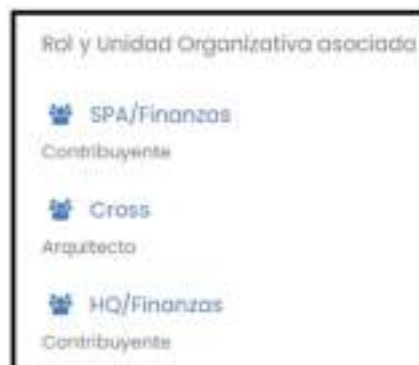 Rol y Unidad Organizativa asociada
SPA/Finanzas
Contribuyente
Cross
Arquitecto
HQ/Finanzas
Contribuyente